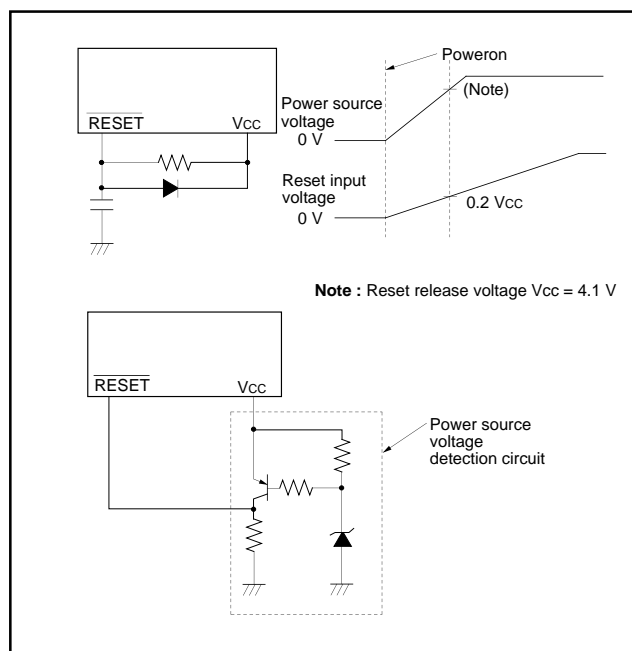 Poweron
(Note)
Power source
voltage
0 V
RESET
VCC
Reset input
voltage
0 V
0.2 VCC
Note : Reset release voltage Vcc = 4.1 V
RESET
VCC
Power source
voltage
detection circuit